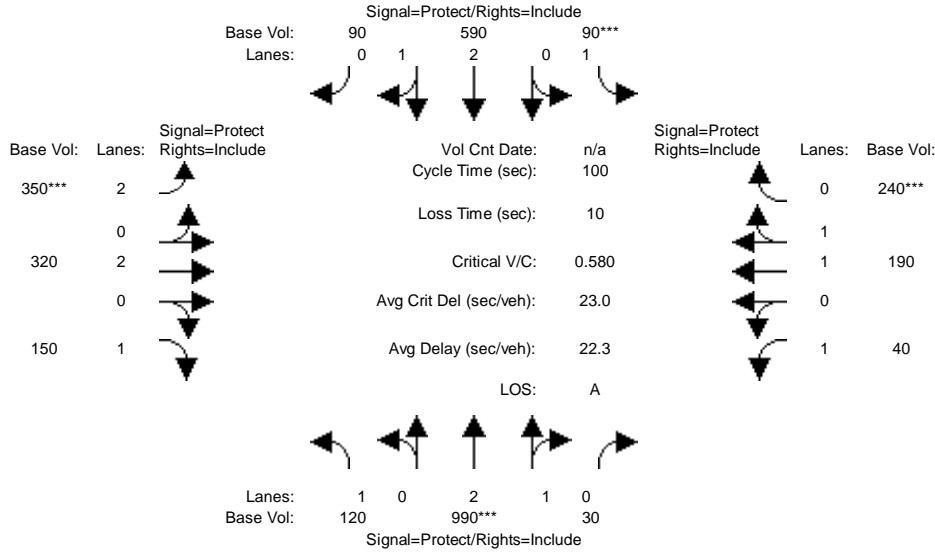 Signal=Protect/Rights=Include
Base Vol: 90 590 90***
Lanes: 0 1 2 0 1
Signal=Protect
Base Vol: Lanes: Rights=Include
Vol Cnt Date: n/a
Signal=Protect
Rights=Include Lanes: Base Vol:
Cycle Time (sec): 100
350*** 2
0 240***
Loss Time (sec): 10
0
1
320 2
Critical V/C: 0.580
1 190
0
Avg Crit Del (sec/veh): 23.0
0
150 1
Avg Delay (sec/veh): 22.3
1 40
LOS: A
Lanes: 1 0 2 1 0
Base Vol: 120 990*** 30
Signal=Protect/Rights=Include